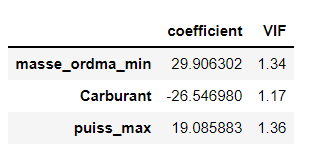 coefficient VIF
masse_ordma_min 29.906302 1.34
Carburant -26.546980 1.17
puiss_max 19.085883 1.36